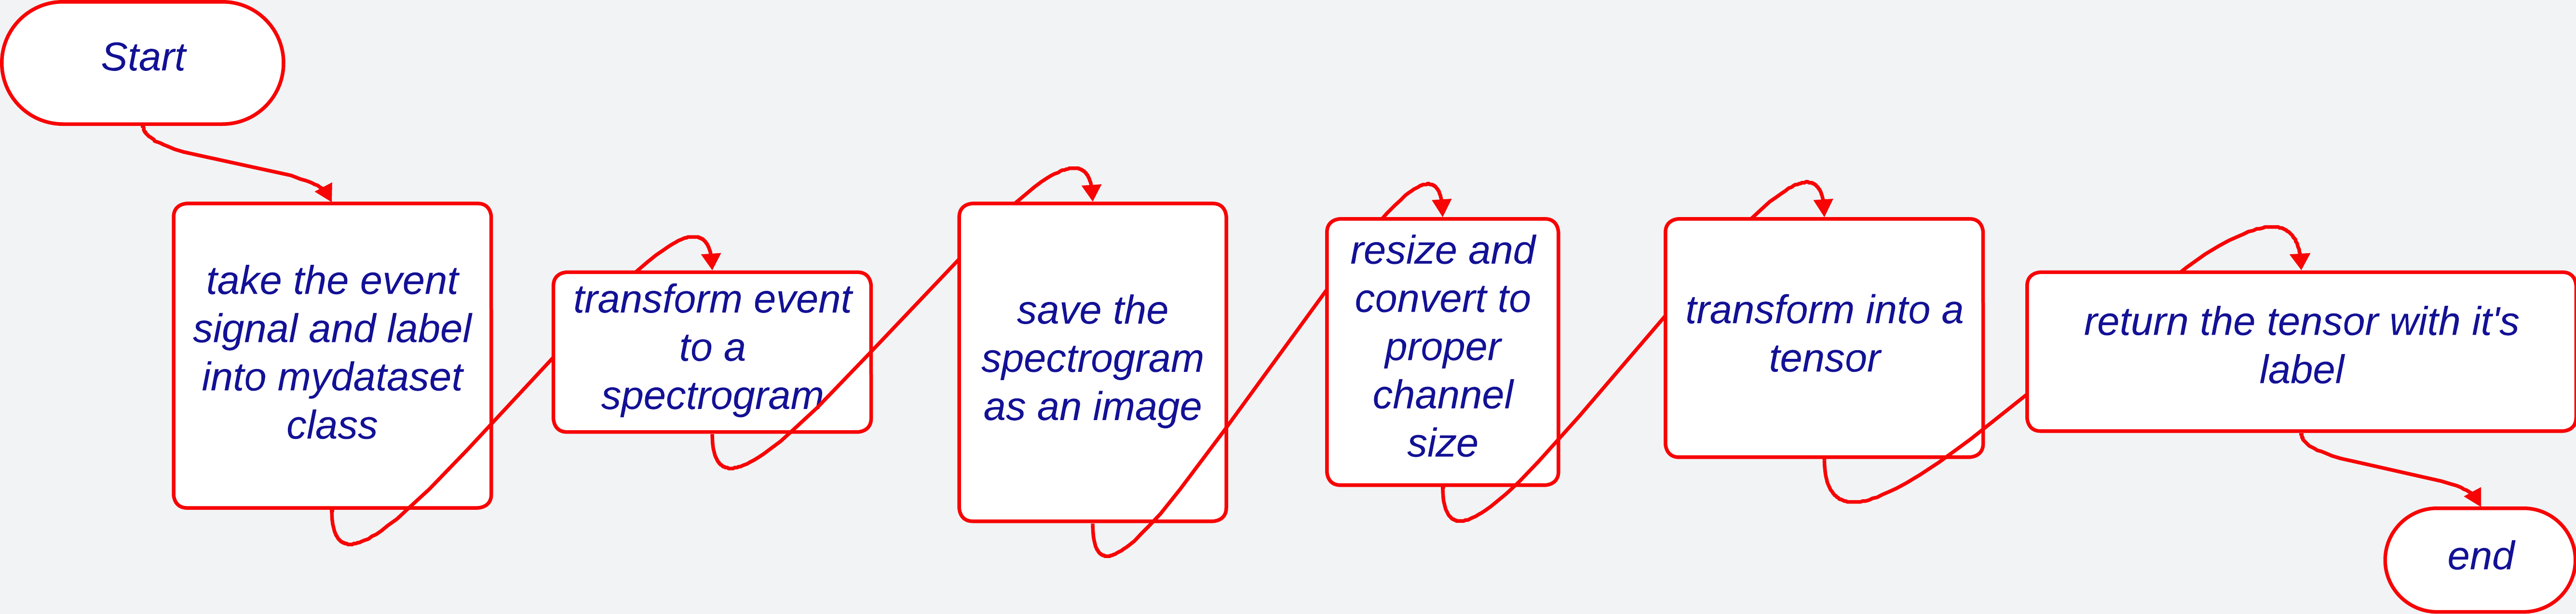 Start
take the event
signal and label
into mydataset
class
transform event
to a
spectrogram
save the
spectrogram
as an image
resize and
convert to
proper
channel
size
transform into a
tensor
return the tensor with it's
label
end